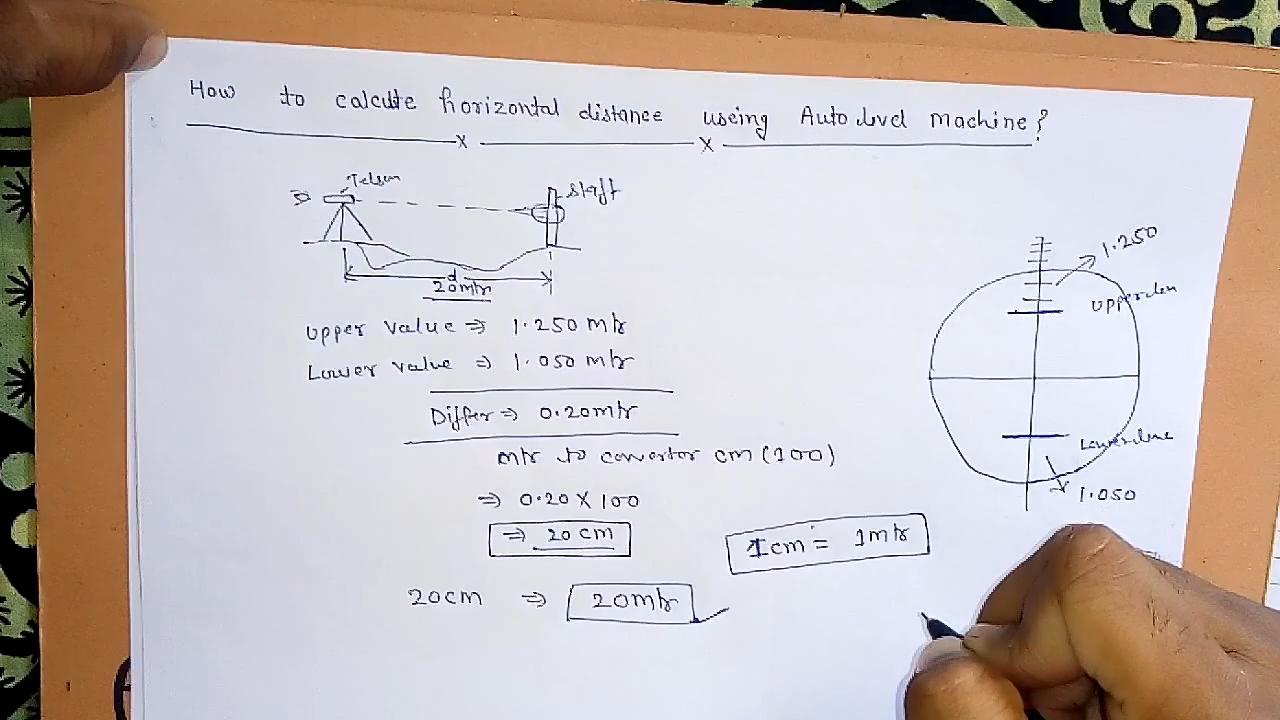 How to calculte horizontal distance useing Auto level machine?
x x
staff
d
20mtr
Upper value ⇒ 1.250 mtr
Lower value ⇒ 1.050 mtr
Differ ⇒ 0.20mtr
mtr to convertor cm (100)
⇒ 0.20 x 100
⇒ 20 cm
1cm = 1mtr
20cm ⇒ 20mtr
1.250
Lowerline
1.050